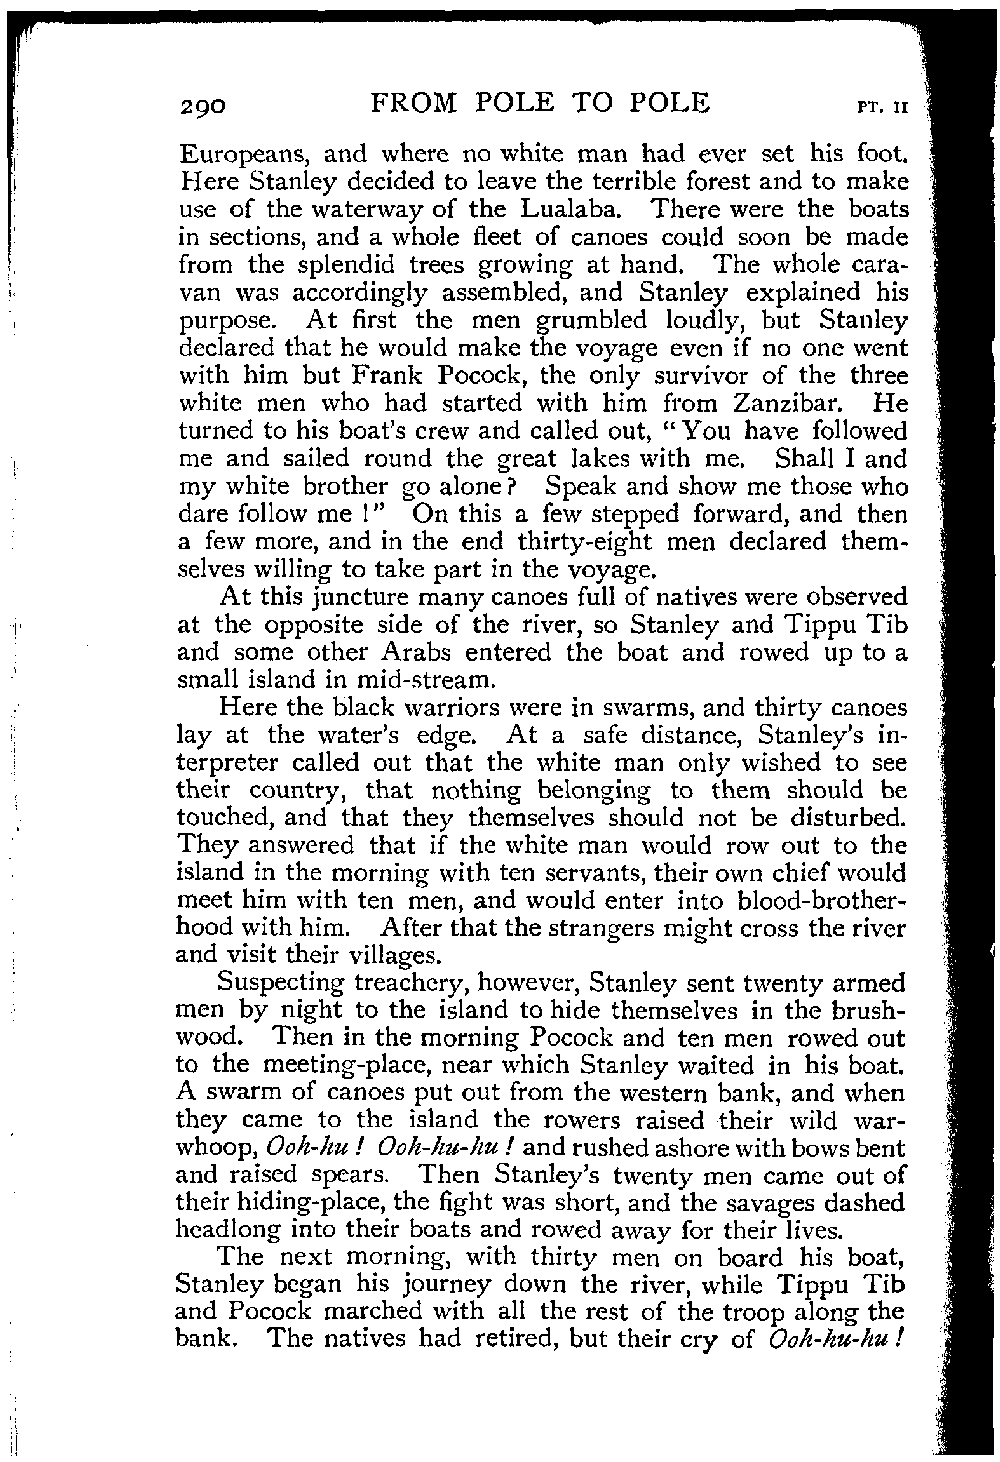 290 FROM POLE TO POLE PT. II
Europeans, and where no white man had ever set his foot.
Here Stanley decided to leave the terrible forest and to make
use of the waterway of the Lualaba. There were the boats
in sections, and a whole fleet of canoes could soon be made
from the splendid trees growing at hand. The whole cara-
van was accordingly assembled, and Stanley explained his
purpose. At first the men grumbled loudly, but Stanley
declared that he would make the voyage even if no one went
with him but Frank Pocock, the only survivor of the three
white men who had started with him from Zanzibar. He
turned to his boat's crew and called out, "You have followed
me and sailed round the great lakes with me. Shall I and
my white brother go alone? Speak and show me those who
dare follow me!" On this a few stepped forward, and then
a few more, and in the end thirty-eight men declared them-
selves willing to take part in the voyage.
At this juncture many canoes full of natives were observed
at the opposite side of the river, so Stanley and Tippu Tib
and some other Arabs entered the boat and rowed up to a
small island in mid-stream.
Here the black warriors were in swarms, and thirty canoes
lay at the water's edge. At a safe distance, Stanley's in-
terpreter called out that the white man only wished to see
their country, that nothing belonging to them should be
touched, and that they themselves should not be disturbed.
They answered that if the white man would row out to the
island in the morning with ten servants, their own chief would
meet him with ten men, and would enter into blood-brother-
hood with him. After that the strangers might cross the river
and visit their villages.
Suspecting treachery, however, Stanley sent twenty armed
men by night to the island to hide themselves in the brush-
wood. Then in the morning Pocock and ten men rowed out
to the meeting-place, near which Stanley waited in his boat.
A swarm of canoes put out from the western bank, and when
they came to the island the rowers raised their wild war-
whoop, Ooh-hu! Ooh-hu-hu! and rushed ashore with bows bent
and raised spears. Then Stanley's twenty men came out of
their hiding-place, the fight was short, and the savages dashed
headlong into their boats and rowed away for their lives.
The next morning, with thirty men on board his boat,
Stanley began his journey down the river, while Tippu Tib
and Pocock marched with all the rest of the troop along the
bank. The natives had retired, but their cry of Ooh-hu-hu!